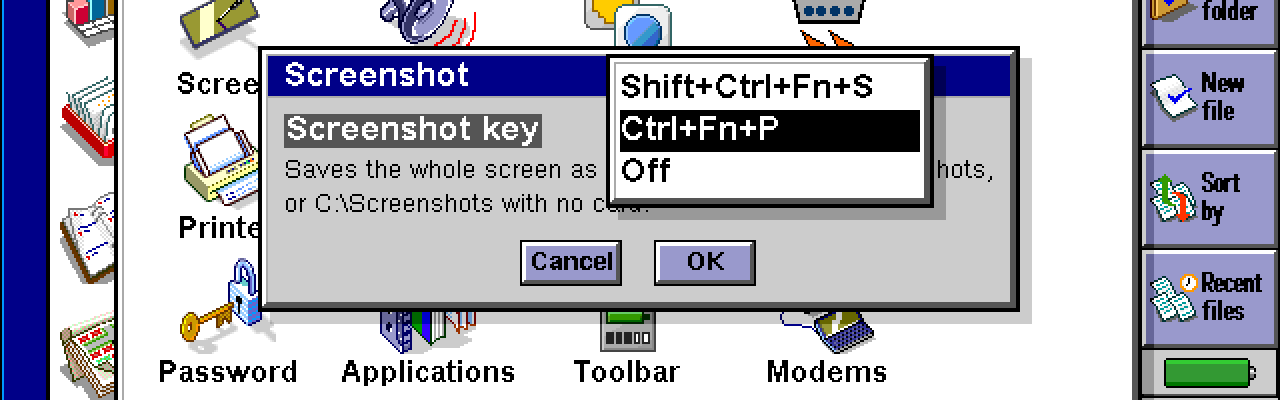 folder
Screenshot
Shift+Ctrl+Fn+S
Scree
New
file
Screenshot key
Ctrl+Fn+P
Saves the whole screen as
hots,
Off
Sort
by
or C:\Screenshots with no card.
Printe
Cancel
OK
Recent
files
Password
Applications
Toolbar
Modems